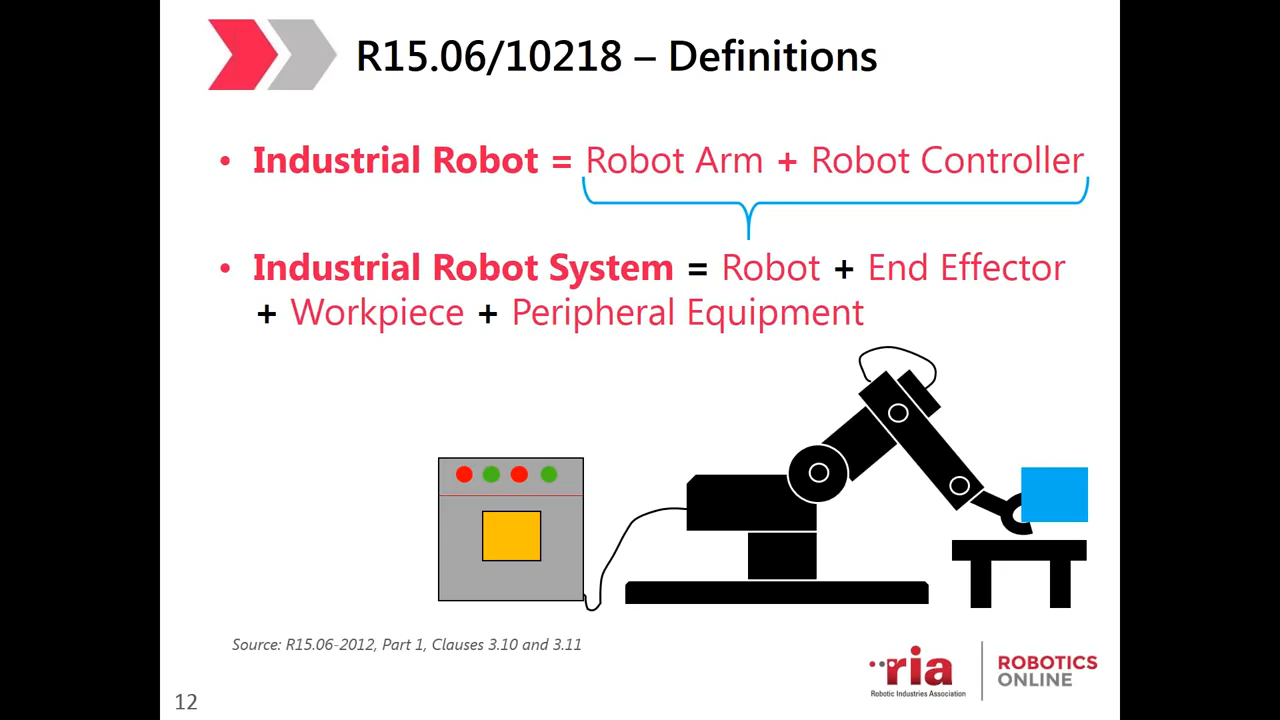 R15.06/10218 – Definitions
• Industrial Robot = Robot Arm + Robot Controller
• Industrial Robot System = Robot + End Effector
+ Workpiece + Peripheral Equipment
Source: R15.06-2012, Part 1, Clauses 3.10 and 3.11
ria
Robotic Industries Association
ROBOTICS
ONLINE
12